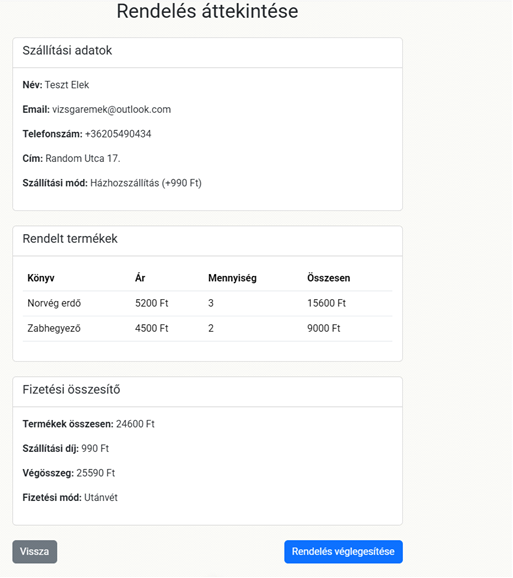 Rendelés áttekintése
Szállítási adatok
Név: Teszt Elek
Email: vizsgaremek@outlook.com
Telefonszám: +36205490434
Cím: Random Utca 17.
Szállítási mód: Házhozszállítás (+990 Ft)
Rendelt termékek
Könyv Ár Mennyiség Összesen
Norvég erdő 5200 Ft 3 15600 Ft
Zabhegyező 4500 Ft 2 9000 Ft
Fizetési összesítő
Termékek összesen: 24600 Ft
Szállítási díj: 990 Ft
Végösszeg: 25590 Ft
Fizetési mód: Utánvét
Vissza Rendelés véglegesítése